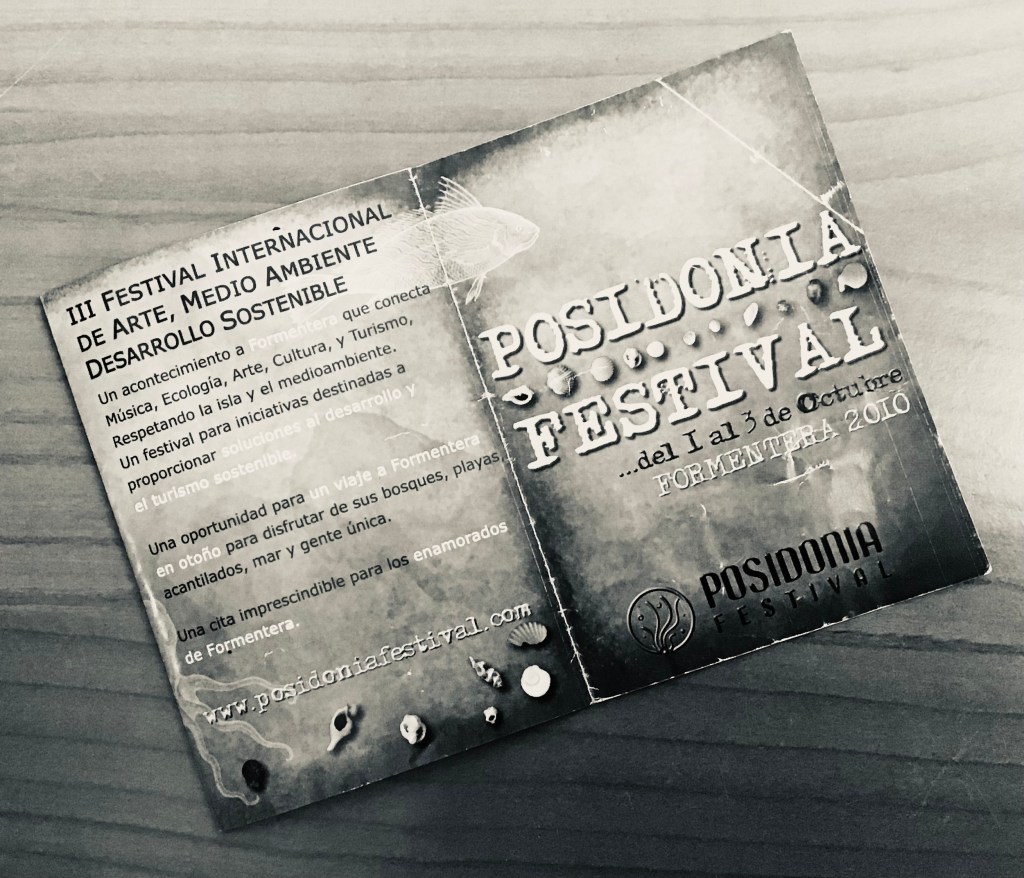 III FESTIVAL INTERNACIONAL
DE ARTE, MEDIO AMBIENTE
DESARROLLO SOSTENIBLE
Un acontecimiento a Formentera que conecta
Música, Ecología, Arte, Cultura, y Turismo,
Respetando la isla y el medioambiente.
Un festival para iniciativas destinadas a
proporcionar soluciones al desarrollo y
el turismo sostenible.
Una oportunidad para un viaje a Formentera
en otoño para disfrutar de sus bosques, playas,
acantilados, mar y gente única.
Una cita imprescindible para los enamorados
de Formentera.
www.posidoniafestival.com
POSIDONIA
FESTIVAL
...del 1 al 3 de Octubre
FORMENTERA 2010
POSIDONIA
FESTIVAL